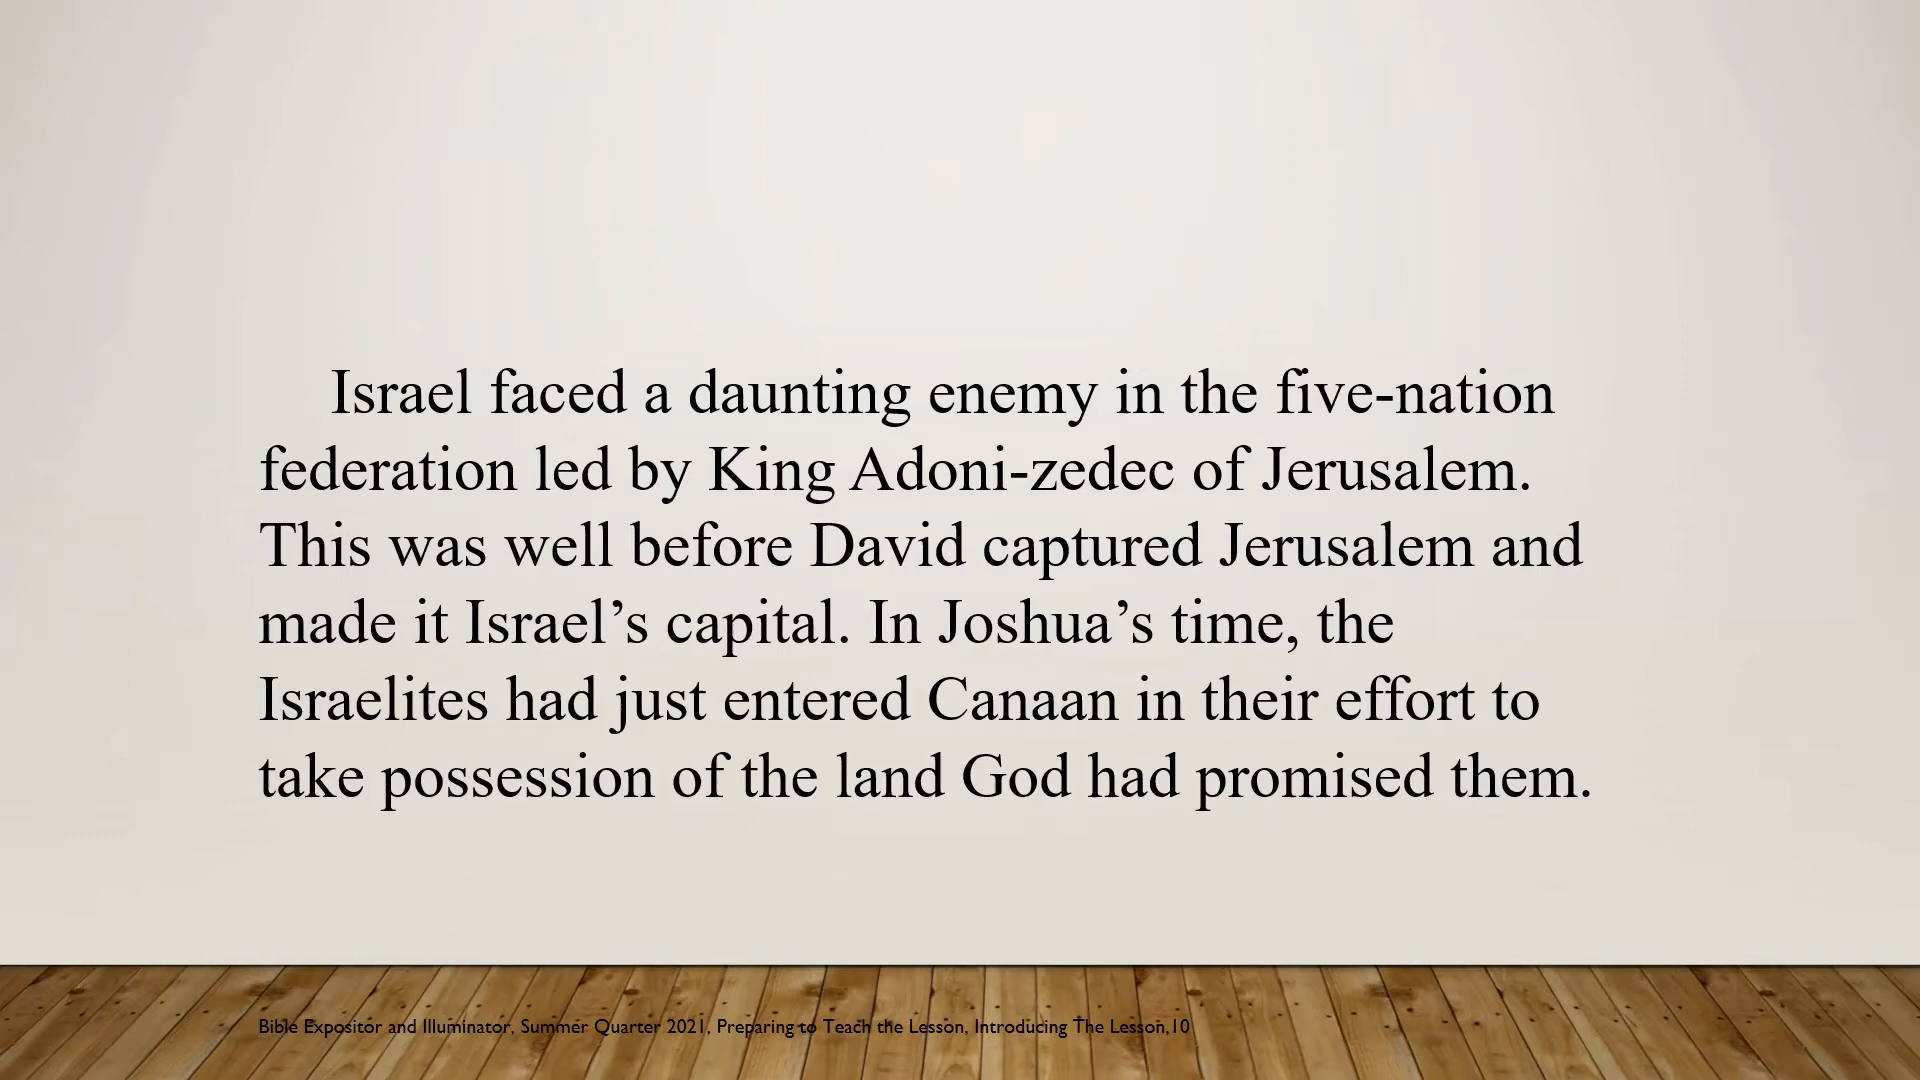 Israel faced a daunting enemy in the five-nation
federation led by King Adoni-zedec of Jerusalem.
This was well before David captured Jerusalem and
made it Israel’s capital. In Joshua’s time, the
Israelites had just entered Canaan in their effort to
take possession of the land God had promised them.
Bible Expositor and Illuminator, Summer Quarter 2021, Preparing to Teach the Lesson, Introducing The Lesson,10